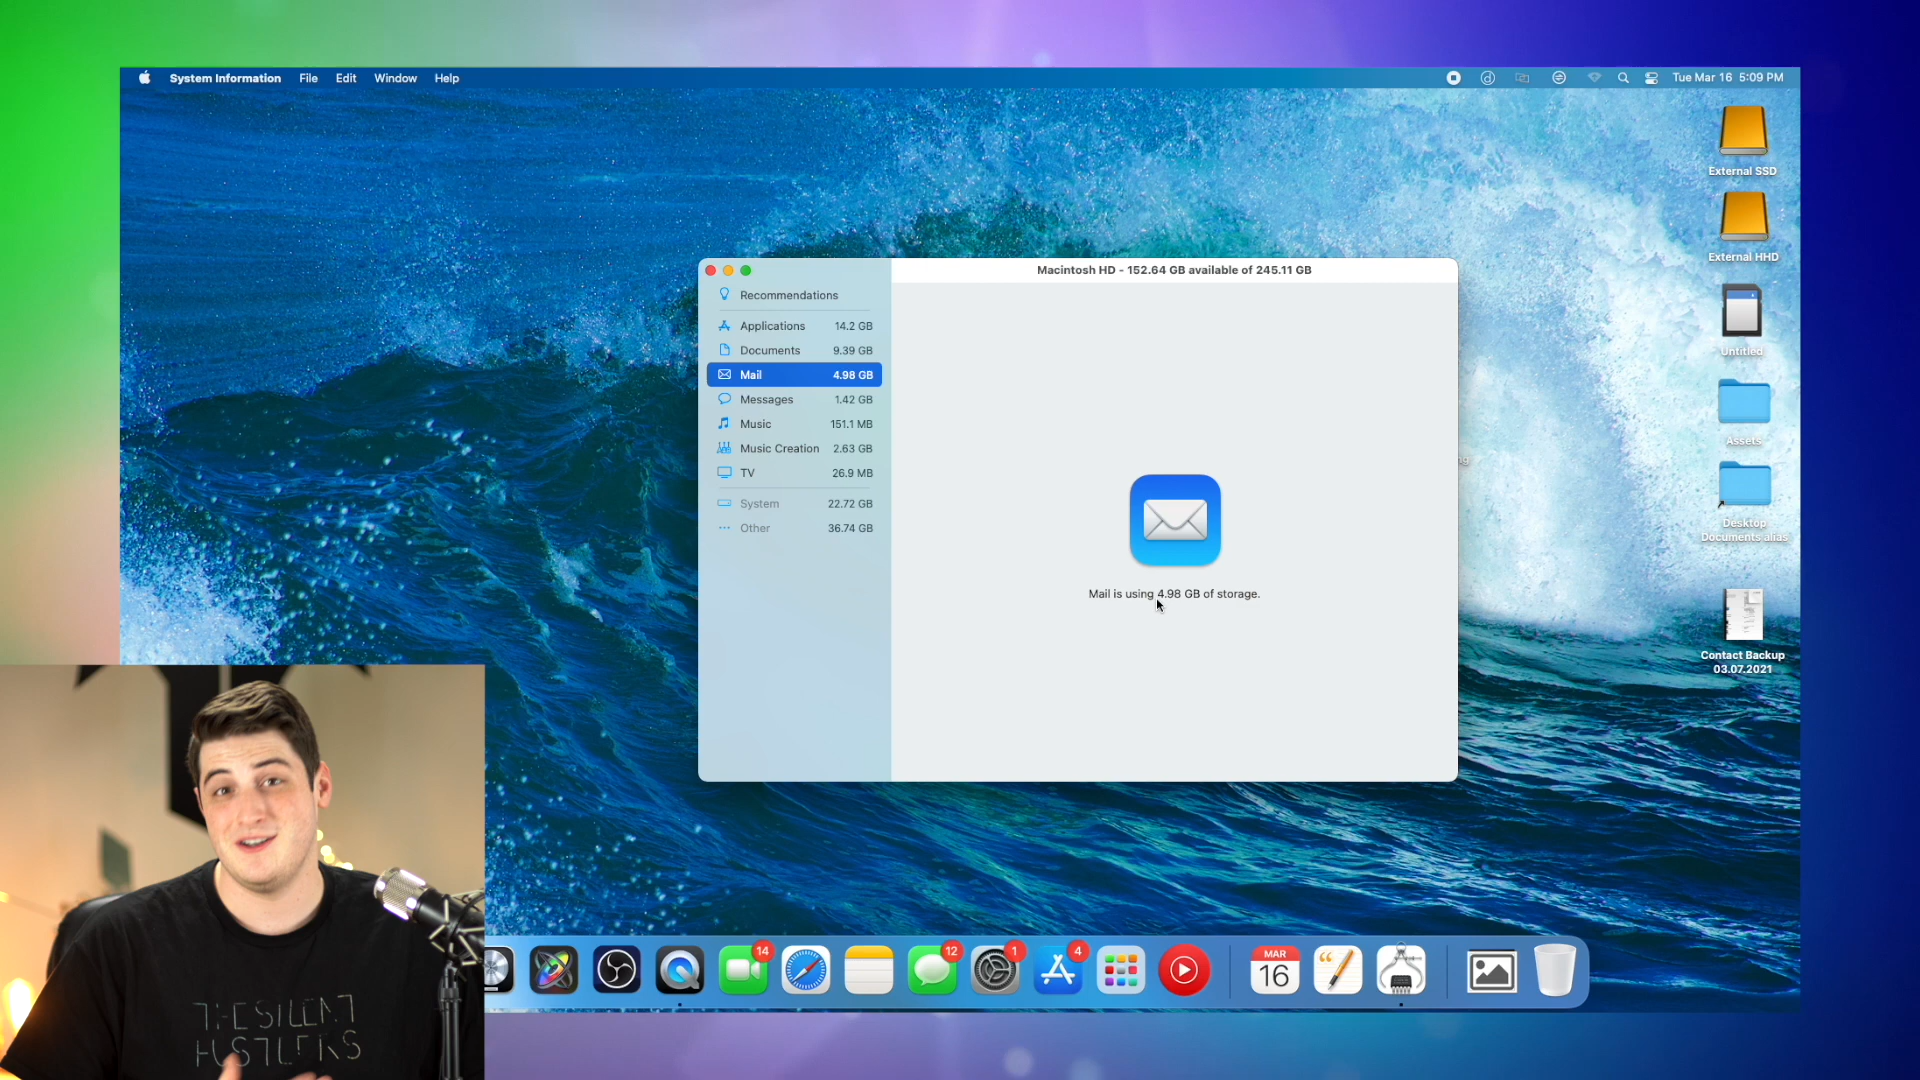 System Information File Edit Window Help
Tue Mar 16 5:09 PM
External SSD
External HHD
Untitled
Assets
Desktop
Documents alias
Contact Backup
03.07.2021
Macintosh HD - 152.64 GB available of 245.11 GB
Recommendations
Applications 14.2 GB
Documents 9.39 GB
Mail 4.98 GB
Messages 1.42 GB
Music 151.1 MB
Music Creation 2.63 GB
TV 26.9 MB
System 22.72 GB
Other 36.74 GB
Mail is using 4.98 GB of storage.
14
12
1
4
MAR
16
THE SILENT
HUSTLERS